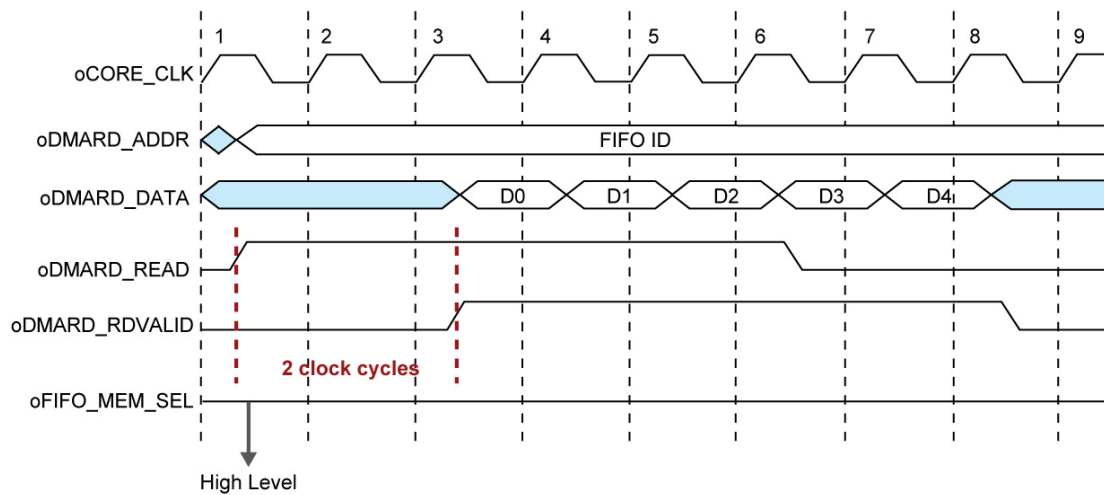 1 2 3 4 5 6 7 8 9
oCORE_CLK
oDMARD_ADDR FIFO ID
oDMARD_DATA D0 D1 D2 D3 D4
oDMARD_READ
oDMARD_RDVALID
2 clock cycles
oFIFO_MEM_SEL
High Level